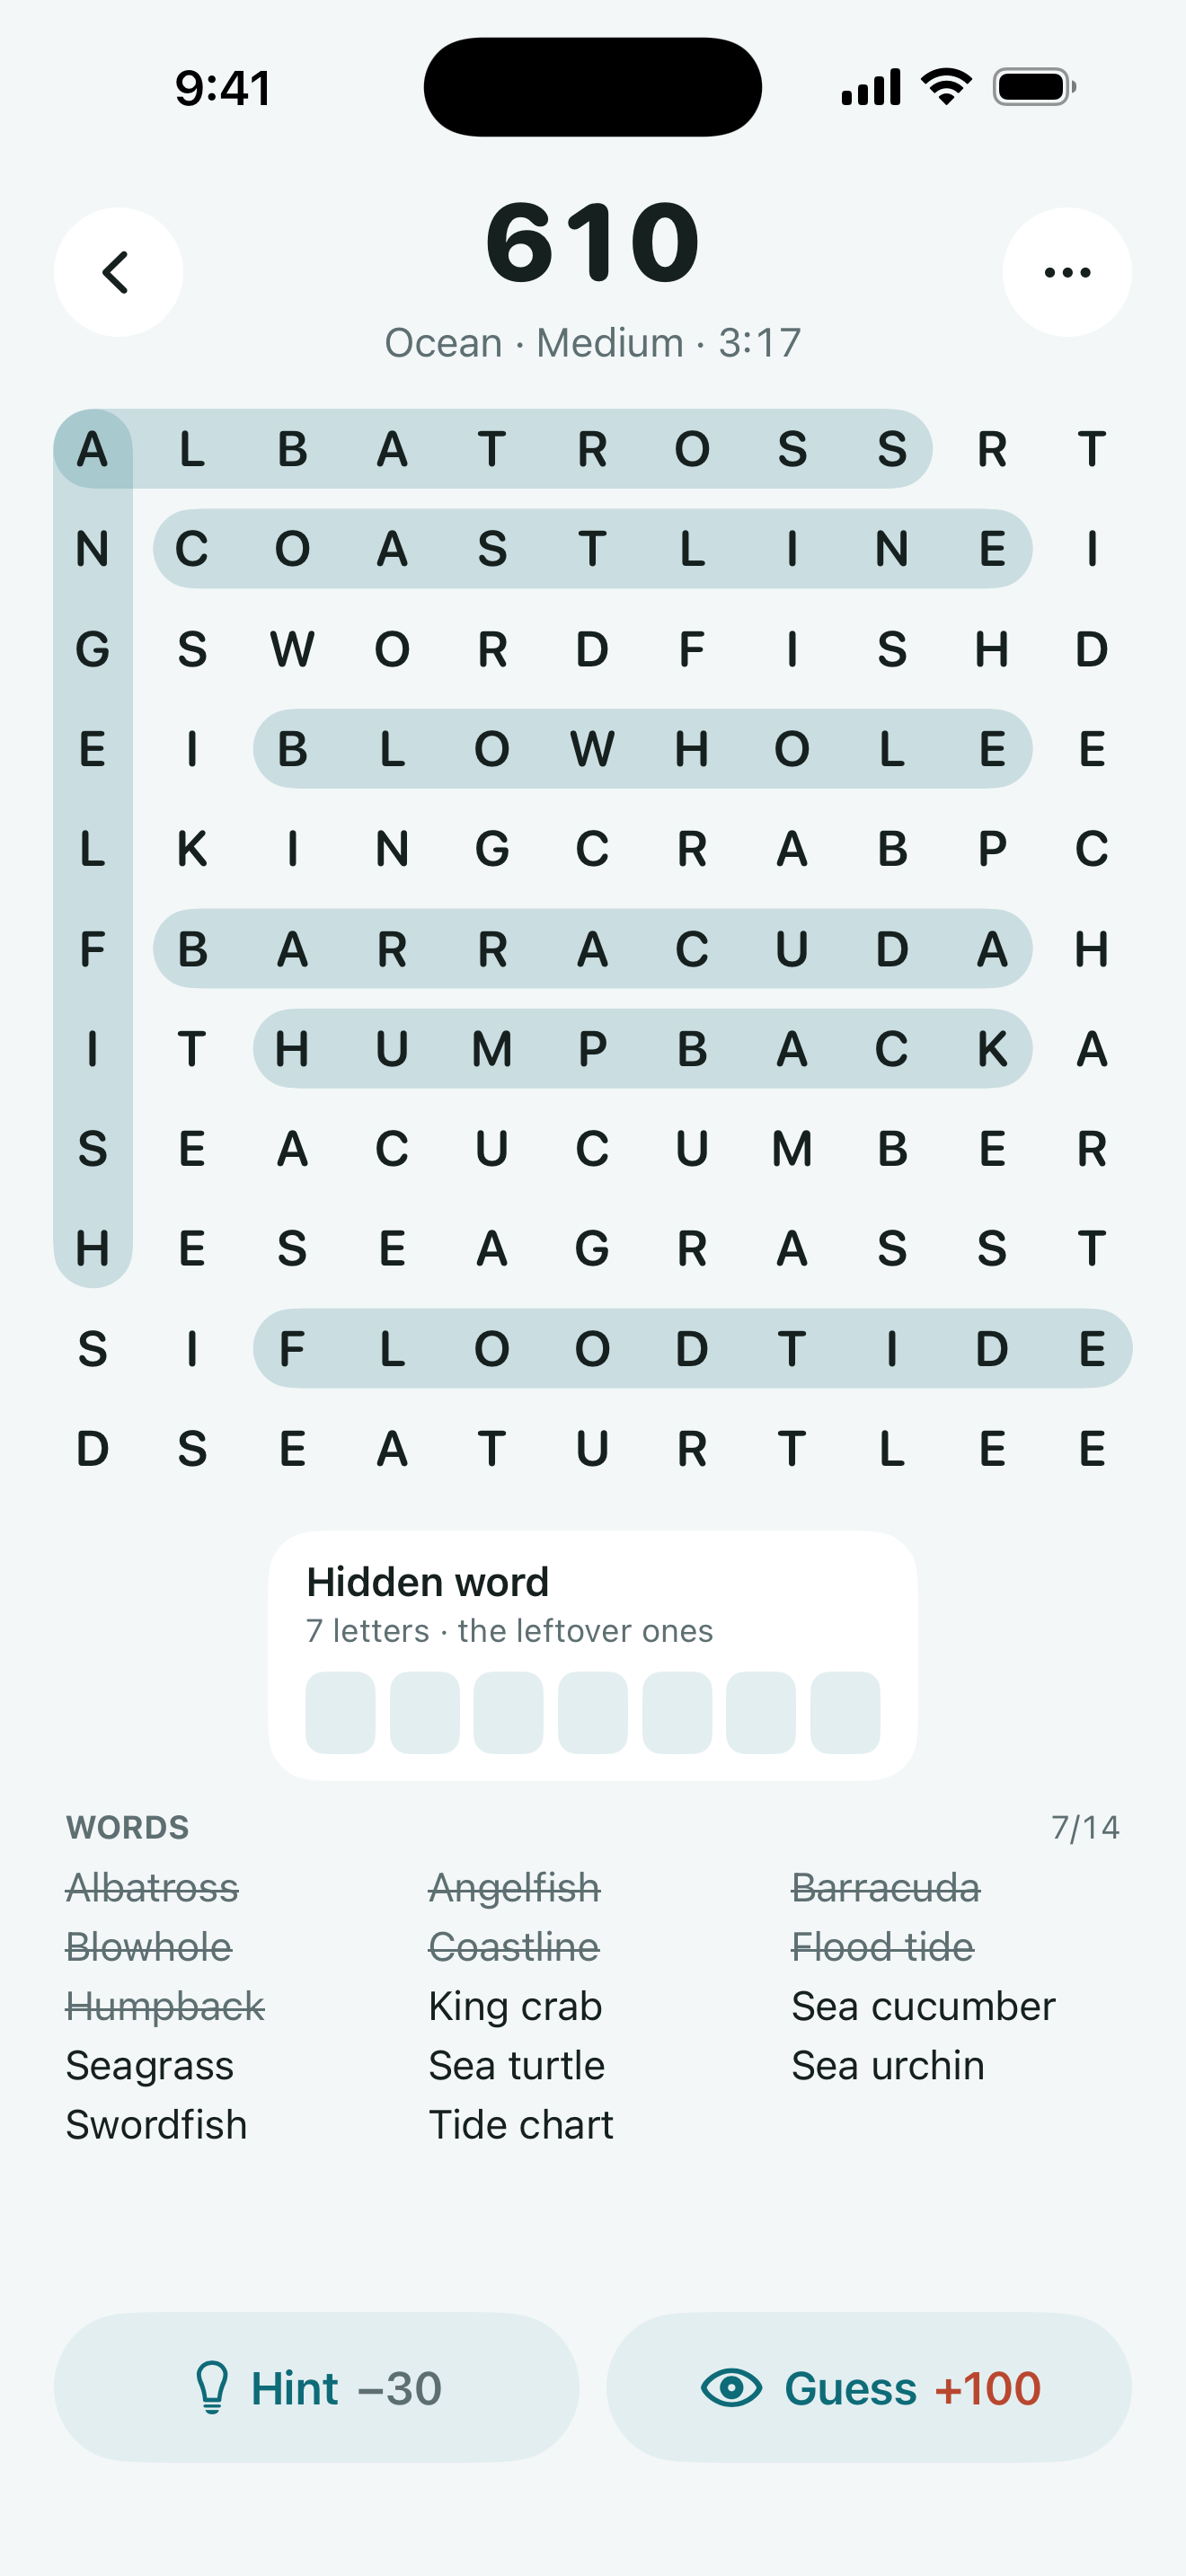 9:41
610
Ocean · Medium · 3:17
A L B A T R O S S R T
N C O A S T L I N E I
G S W O R D F I S H D
E I B L O W H O L E E
L K I N G C R A B P C
F B A R R A C U D A H
I T H U M P B A C K A
S E A C U C U M B E R
H E S E A G R A S S T
S I F L O O D T I D E
D S E A T U R T L E E
Hidden word
7 letters · the leftover ones
WORDS 7/14
Albatross Angelfish Barracuda
Blowhole Coastline Flood tide
Humpback King crab Sea cucumber
Seagrass Sea turtle Sea urchin
Swordfish Tide chart
Hint −30 Guess +100